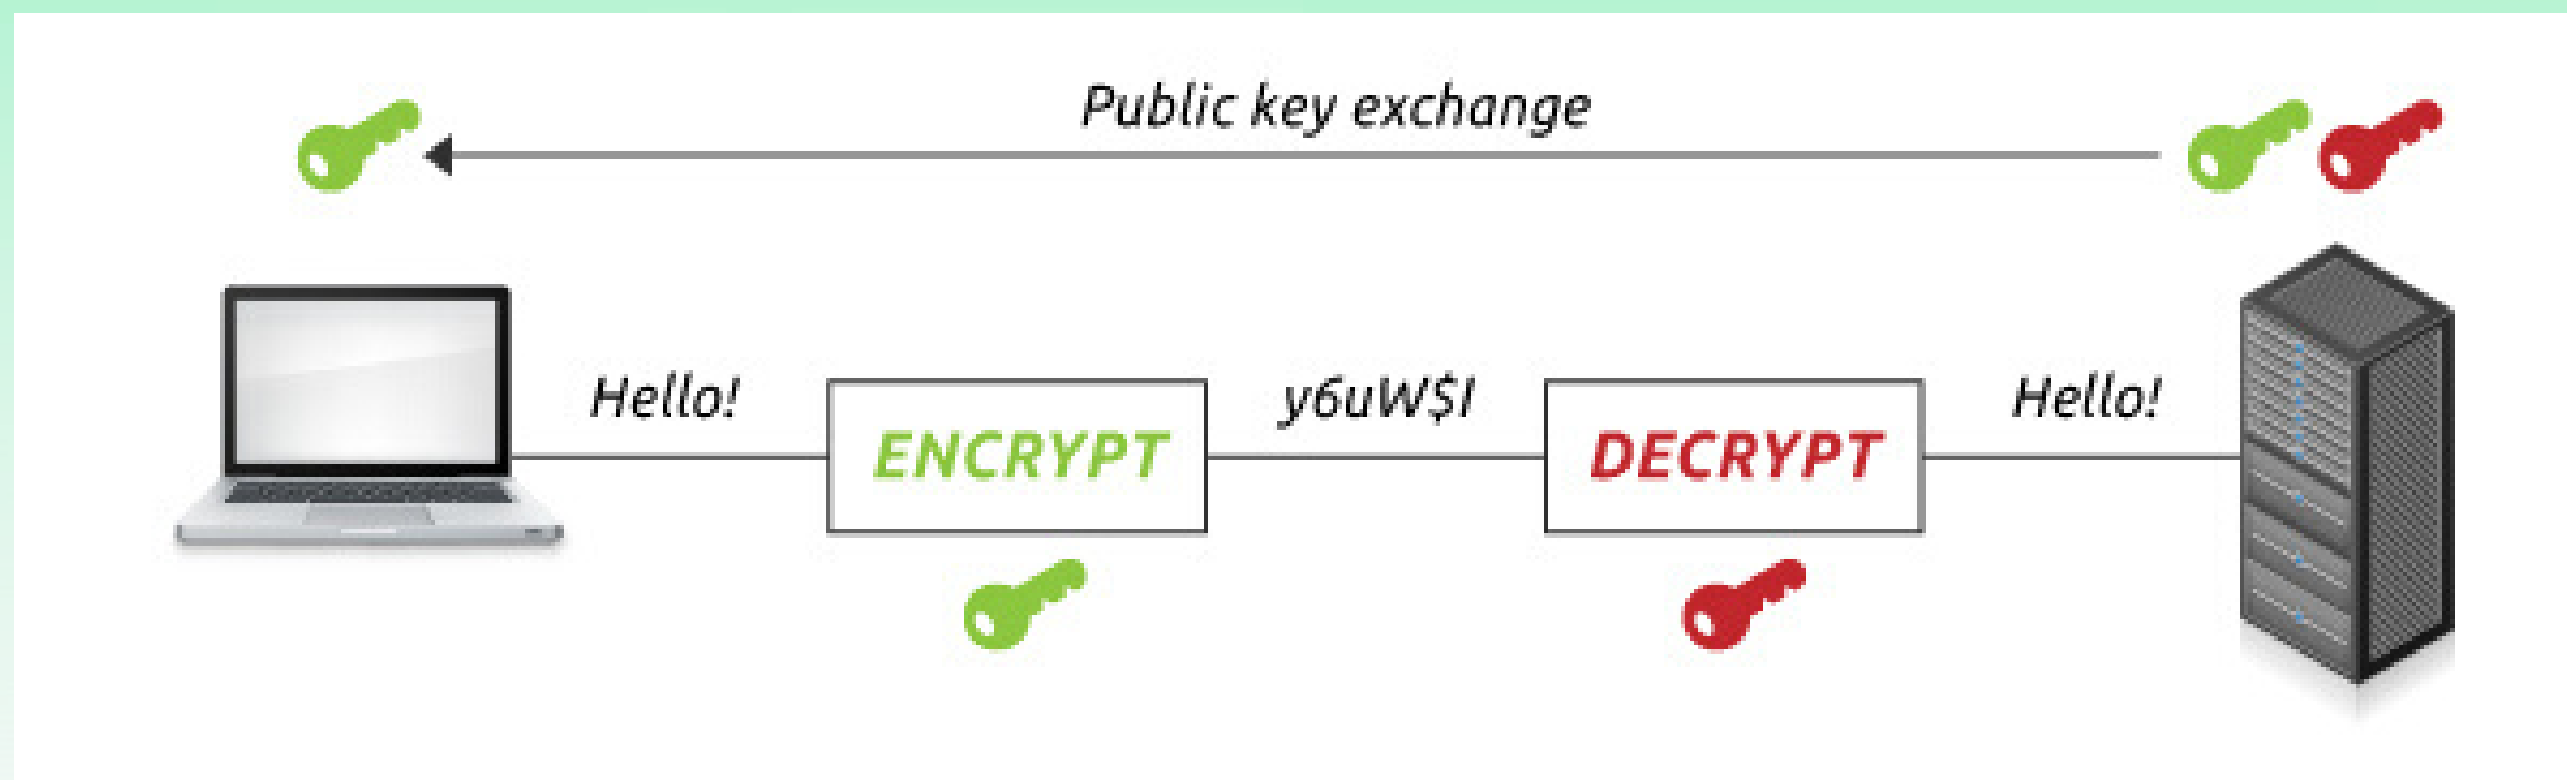 Public key exchange
Hello!
ENCRYPT
y6uW$I
DECRYPT
Hello!